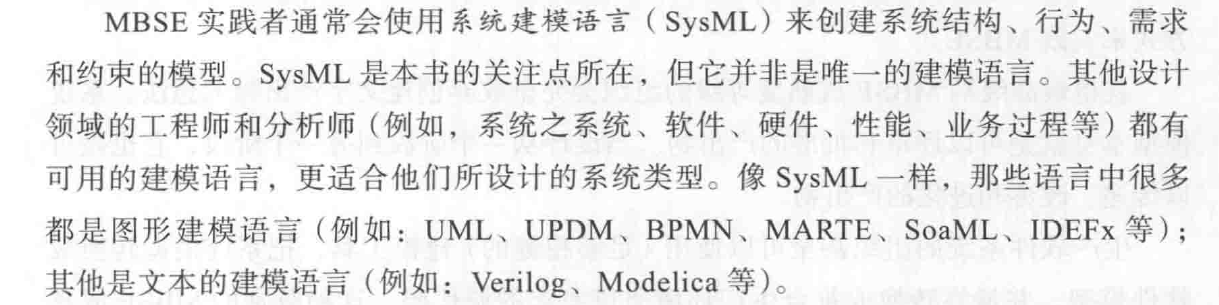 MBSE 实践者通常会使用系统建模语言（SysML）来创建系统结构、行为、需求
和约束的模型。SysML 是本书的关注点所在，但它并非是唯一的建模语言。其他设计
领域的工程师和分析师（例如，系统之系统、软件、硬件、性能、业务过程等）都有
可用的建模语言，更适合他们所设计的系统类型。像 SysML 一样，那些语言中很多
都是图形建模语言（例如：UML、UPDM、BPMN、MARTE、SoaML、IDEFx 等）；
其他是文本的建模语言（例如：Verilog、Modelica 等）。